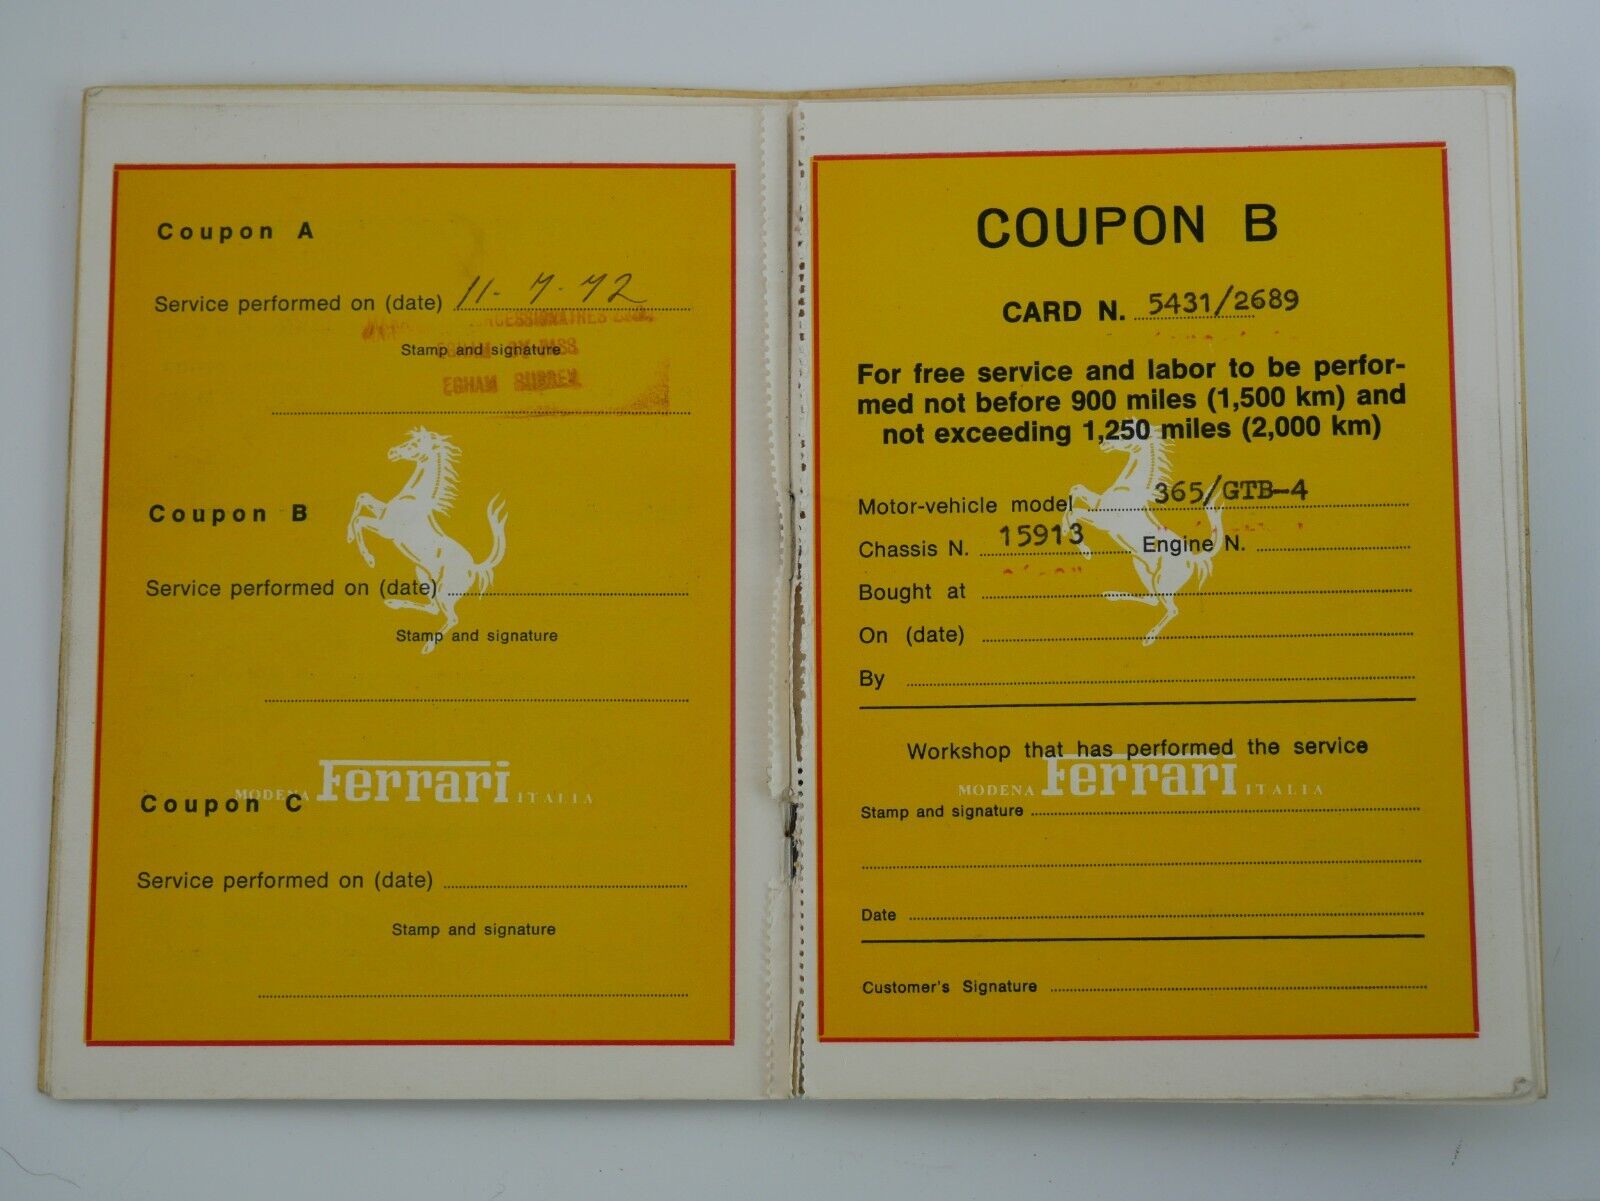 Coupon A
Service performed on (date) 11-7-72
Stamp and signature
EGHAM BY-PASS
EGHAM SURREY
Coupon B
Service performed on (date)
Stamp and signature
MODENA Ferrari ITALIA
Coupon C
Service performed on (date)
Stamp and signature
COUPON B
CARD N. 5431/2689
For free service and labor to be perfor-
med not before 900 miles (1,500 km) and
not exceeding 1,250 miles (2,000 km)
Motor-vehicle model 365/GTB-4
Chassis N. 15913 Engine N.
Bought at
On (date)
By
Workshop that has performed the service
MODENA Ferrari ITALIA
Stamp and signature
Date
Customer's Signature